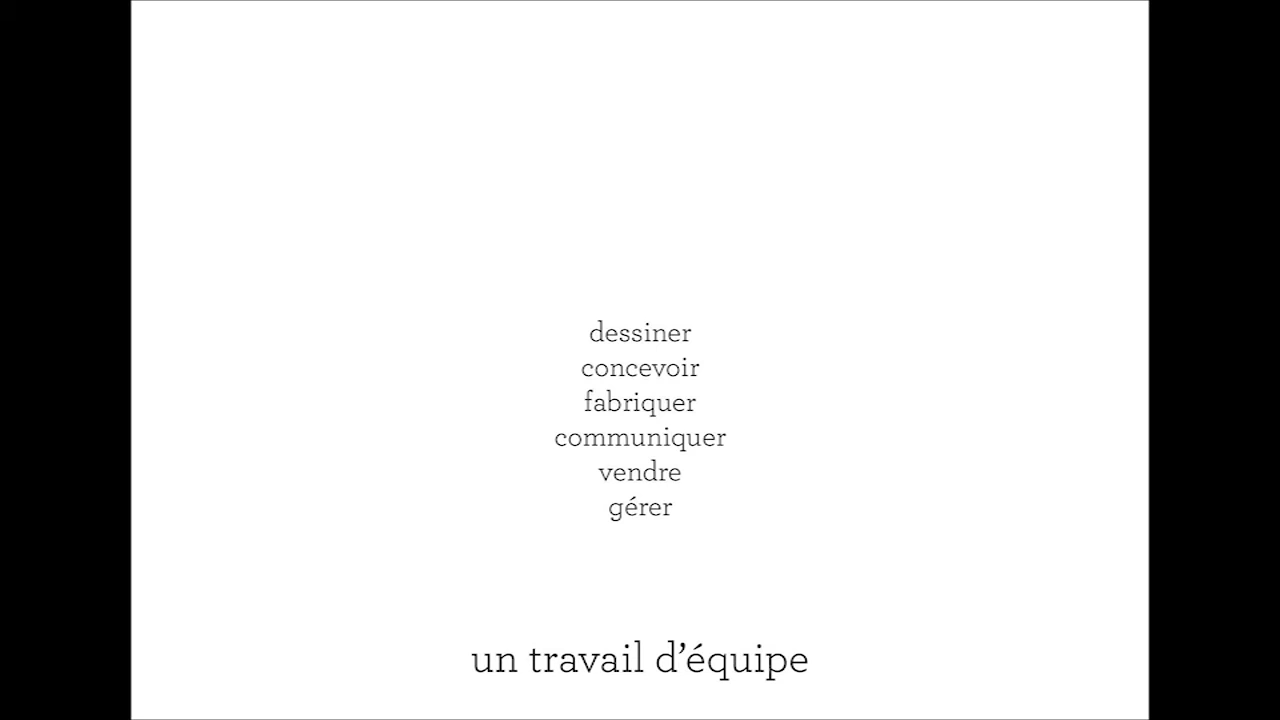 dessiner
concevoir
fabriquer
communiquer
vendre
gérer
un travail d’équipe